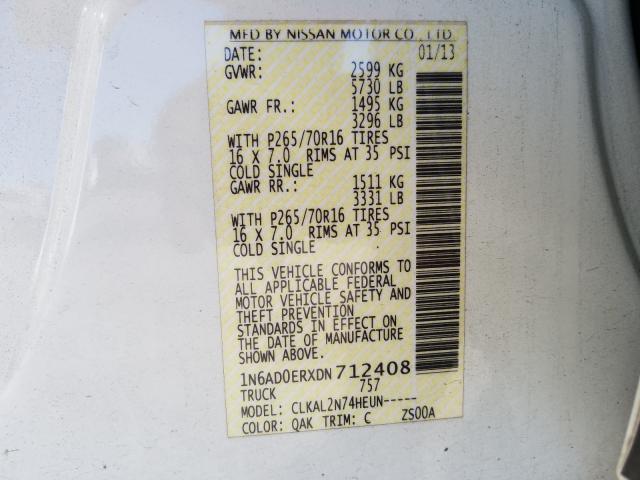 MFD BY NISSAN MOTOR CO., LTD.
DATE: 01/13
GVWR: 2599 KG
5730 LB
GAWR FR.: 1495 KG
3296 LB
WITH P265/70R16 TIRES
16 X 7.0 RIMS AT 35 PSI
COLD SINGLE
GAWR RR.: 1511 KG
3331 LB
WITH P265/70R16 TIRES
16 X 7.0 RIMS AT 35 PSI
COLD SINGLE
THIS VEHICLE CONFORMS TO
ALL APPLICABLE FEDERAL
MOTOR VEHICLE SAFETY AND
THEFT PREVENTION
STANDARDS IN EFFECT ON
THE DATE OF MANUFACTURE
SHOWN ABOVE.
1N6AD0ERXDN712408
TRUCK 757
MODEL: CLKAL2N74HEUN-----
COLOR: QAK TRIM: C ZS00A